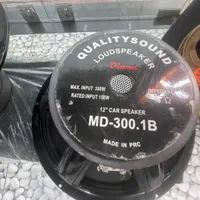 QUALITYSOUND
LOUDSPEAKER
MAX. INPUT 300W
RATED INPUT 150W
12" CAR SPEAKER
MD-300.1B
MADE IN PRC